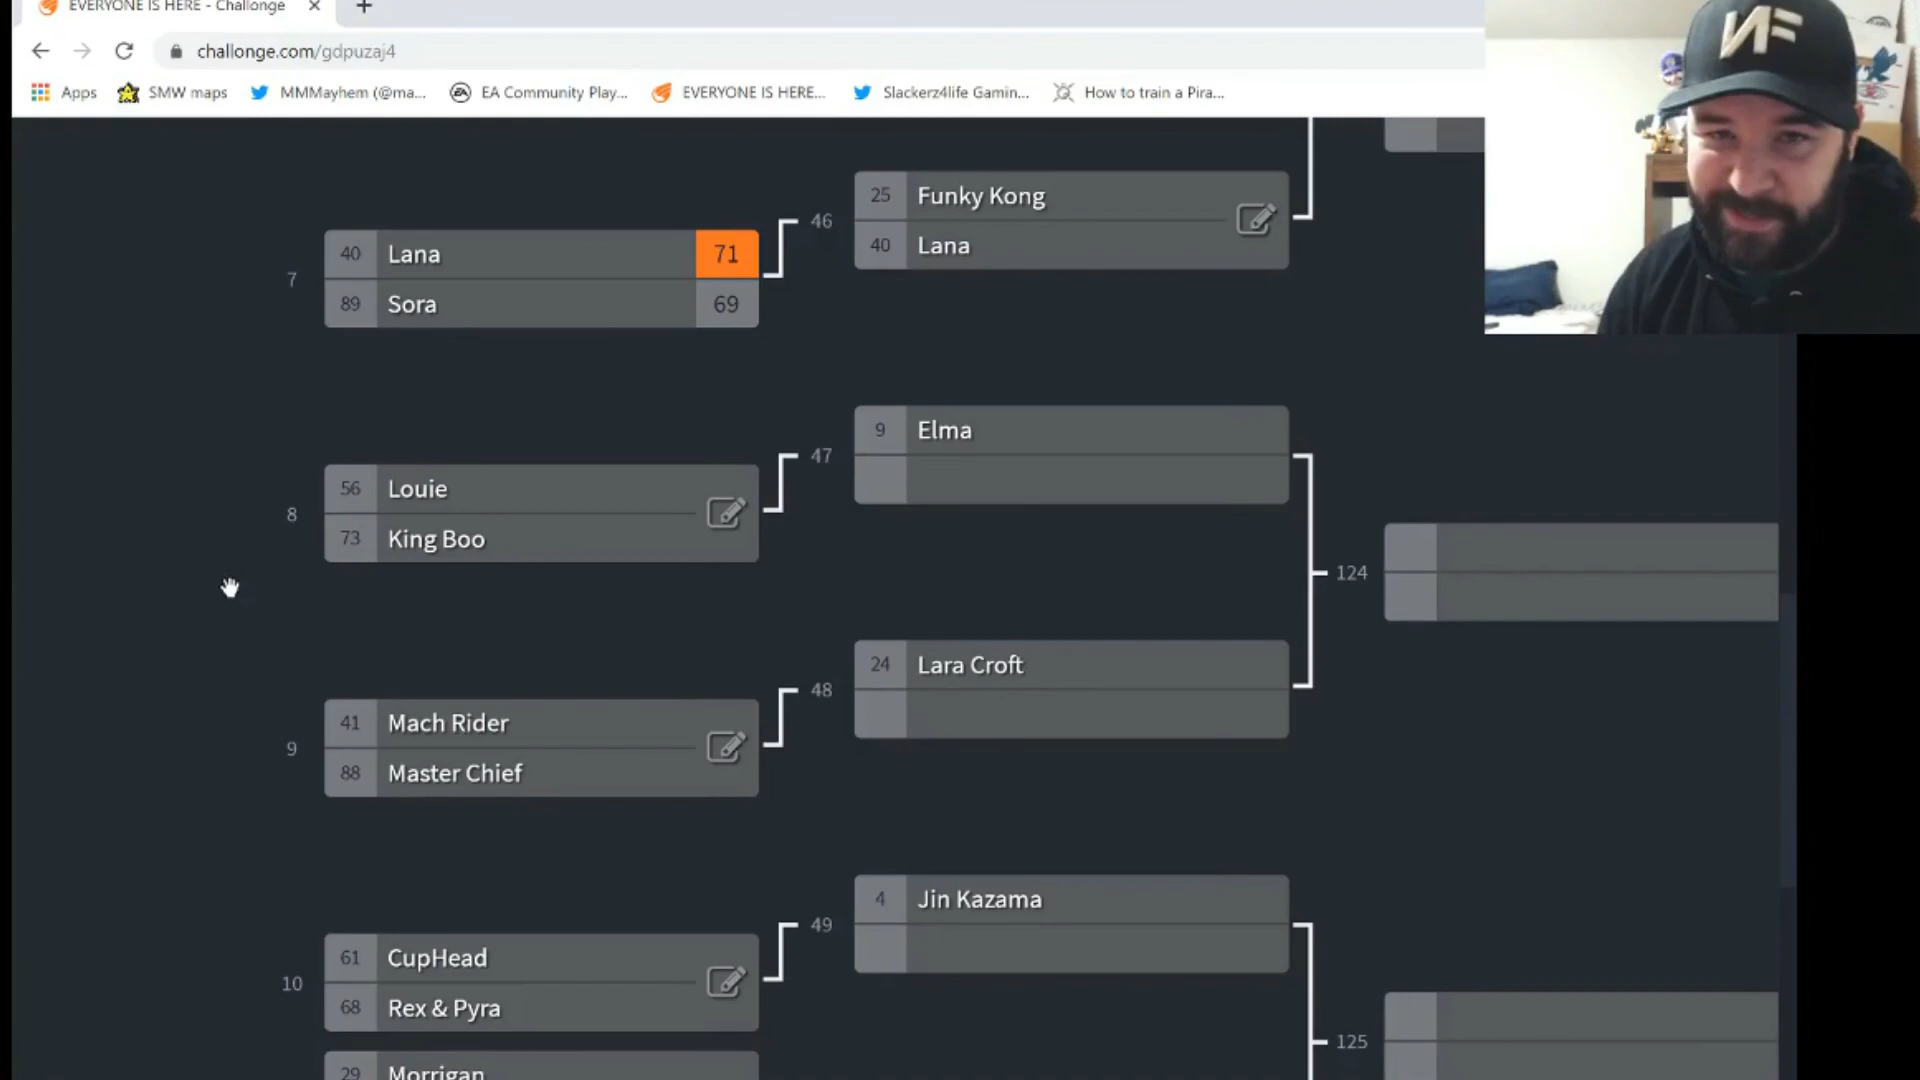 EVERYONE IS HERE - Challonge
challonge.com/gdpuzaj4
Apps
SMW maps
MMMayhem (@ma...
EA Community Play...
EVERYONE IS HERE...
Slackerz4life Gamin...
How to train a Pira...
NF
7
40 Lana 71
89 Sora 69
46
25 Funky Kong
40 Lana
8
56 Louie
73 King Boo
47
9 Elma
124
9
41 Mach Rider
88 Master Chief
48
24 Lara Croft
10
61 CupHead
68 Rex & Pyra
49
4 Jin Kazama
125
29 Morrigan